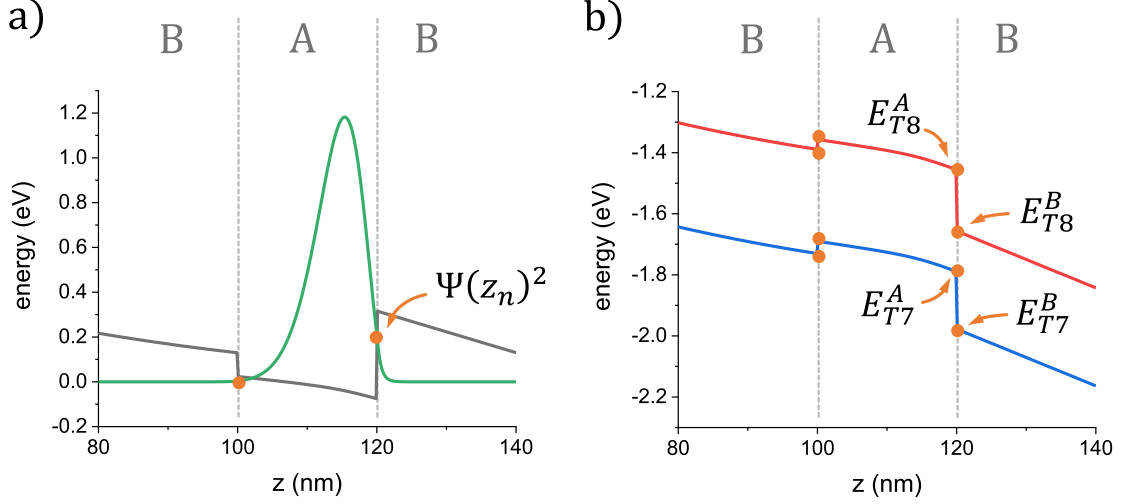 a)
B A B
energy (eV)
1.2
1.0
0.8
0.6
0.4
0.2
0.0
-0.2
Ψ(zₙ)²
80 100 120 140
z (nm)
b)
B A B
energy (eV)
-1.2
-1.4
-1.6
-1.8
-2.0
-2.2
E_{T8}^{A}
E_{T8}^{B}
E_{T7}^{A}
E_{T7}^{B}
80 100 120 140
z (nm)